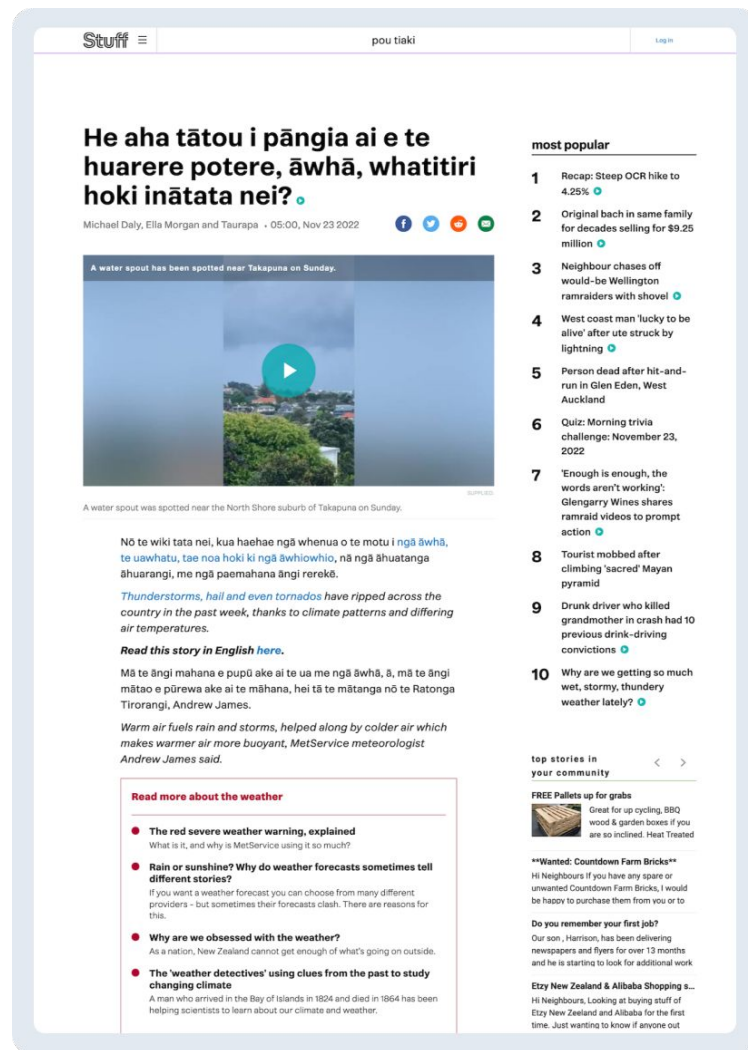 Stuff
pou tiaki
Log in
He aha tātou i pāngia ai e te
huarere potere, āwhā, whatitiri
hoki inātata nei?
Michael Daly, Ella Morgan and Taurapa • 05:00, Nov 23 2022
A water spout has been spotted near Takapuna on Sunday.
SUPPLIED
A water spout was spotted near the North Shore suburb of Takapuna on Sunday.
Nō te wiki tata nei, kua haehae ngā whenua o te motu i ngā āwhā,
te uawhatu, tae noa hoki ki ngā āwhiowhio, nā ngā āhuatanga
āhuarangi, me ngā paemahana āngi rerekē.
Thunderstorms, hail and even tornados have ripped across the
country in the past week, thanks to climate patterns and differing
air temperatures.
Read this story in English here.
Mā te āngi mahana e pupū ake ai te ua me ngā āwhā, ā, mā te āngi
mātao e pūrewa ake ai te māhana, hei tā te mātanga nō te Ratonga
Tirorangi, Andrew James.
Warm air fuels rain and storms, helped along by colder air which
makes warmer air more buoyant, MetService meteorologist
Andrew James said.
Read more about the weather
The red severe weather warning, explained
What is it, and why is MetService using it so much?
Rain or sunshine? Why do weather forecasts sometimes tell
different stories?
If you want a weather forecast you can choose from many different
providers - but sometimes their forecasts clash. There are reasons for
this.
Why are we obsessed with the weather?
As a nation, New Zealand cannot get enough of what's going on outside.
The 'weather detectives' using clues from the past to study
changing climate
A man who arrived in the Bay of Islands in 1824 and died in 1864 has been
helping scientists to learn about our climate and weather.
most popular
1 Recap: Steep OCR hike to
4.25%
2 Original bach in same family
for decades selling for $9.25
million
3 Neighbour chases off
would-be Wellington
ramraiders with shovel
4 West coast man 'lucky to be
alive' after ute struck by
lightning
5 Person dead after hit-and-
run in Glen Eden, West
Auckland
6 Quiz: Morning trivia
challenge: November 23,
2022
7 'Enough is enough, the
words aren't working':
Glengarry Wines shares
ramraid videos to prompt
action
8 Tourist mobbed after
climbing 'sacred' Mayan
pyramid
9 Drunk driver who killed
grandmother in crash had 10
previous drink-driving
convictions
10 Why are we getting so much
wet, stormy, thundery
weather lately?
top stories in
your community
FREE Pallets up for grabs
Great for up cycling, BBQ
wood & garden boxes if you
are so inclined. Heat Treated
**Wanted: Countdown Farm Bricks**
Hi Neighbours If you have any spare or
unwanted Countdown Farm Bricks, I would
be happy to purchase them from you or to
Do you remember your first job?
Our son , Harrison, has been delivering
newspapers and flyers for over 13 months
and he is starting to look for additional work
Etzy New Zealand & Alibaba Shopping s...
Hi Neighbours, Looking at buying stuff of
Etzy New Zeeland and Alibaba for the first
time. Just wanting to know if anyone out